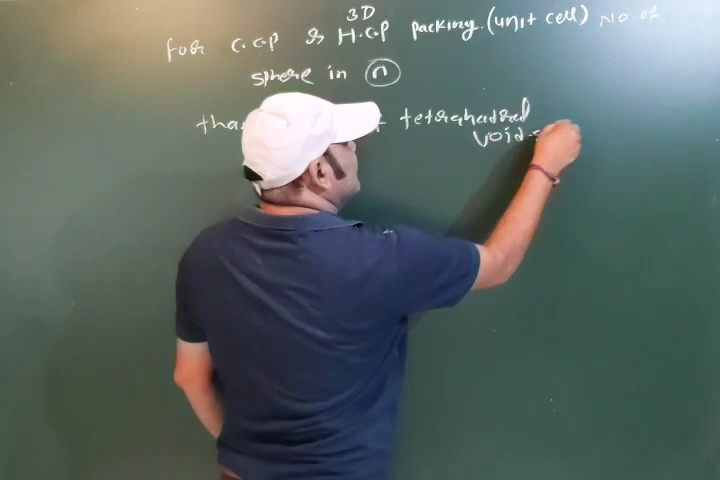 3D
for C.C.P & H.C.P packing. (unit cell) No of
sphere in n
tetrahedral
void